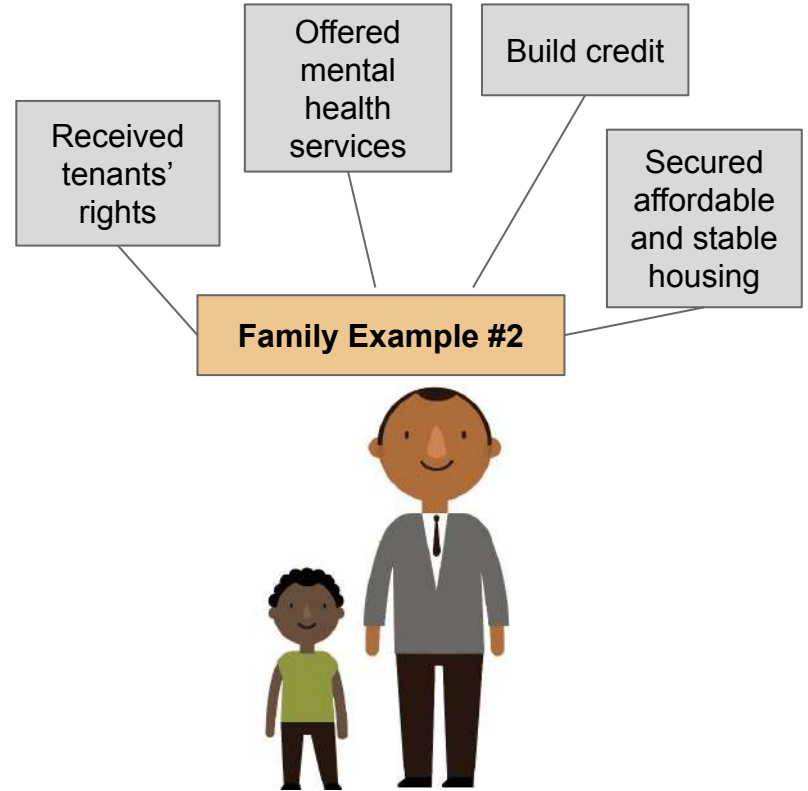 Received
tenants’
rights
Offered
mental
health
services
Build credit
Secured
affordable
and stable
housing
Family Example #2